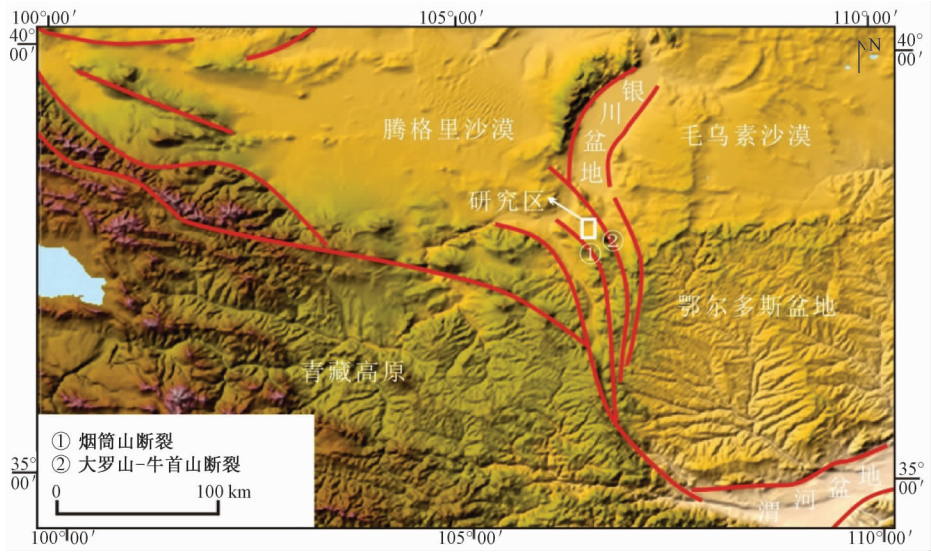 100°00′
105°00′
110°00′
40°
00′
40°
00′
N
银
川
盆
地
腾格里沙漠
毛乌素沙漠
研究区
①
②
鄂尔多斯盆地
青藏高原
① 烟筒山断裂
② 大罗山-牛首山断裂
0
100 km
35°
00′
35°
00′
渭河盆地
100°00′
105°00′
110°00′